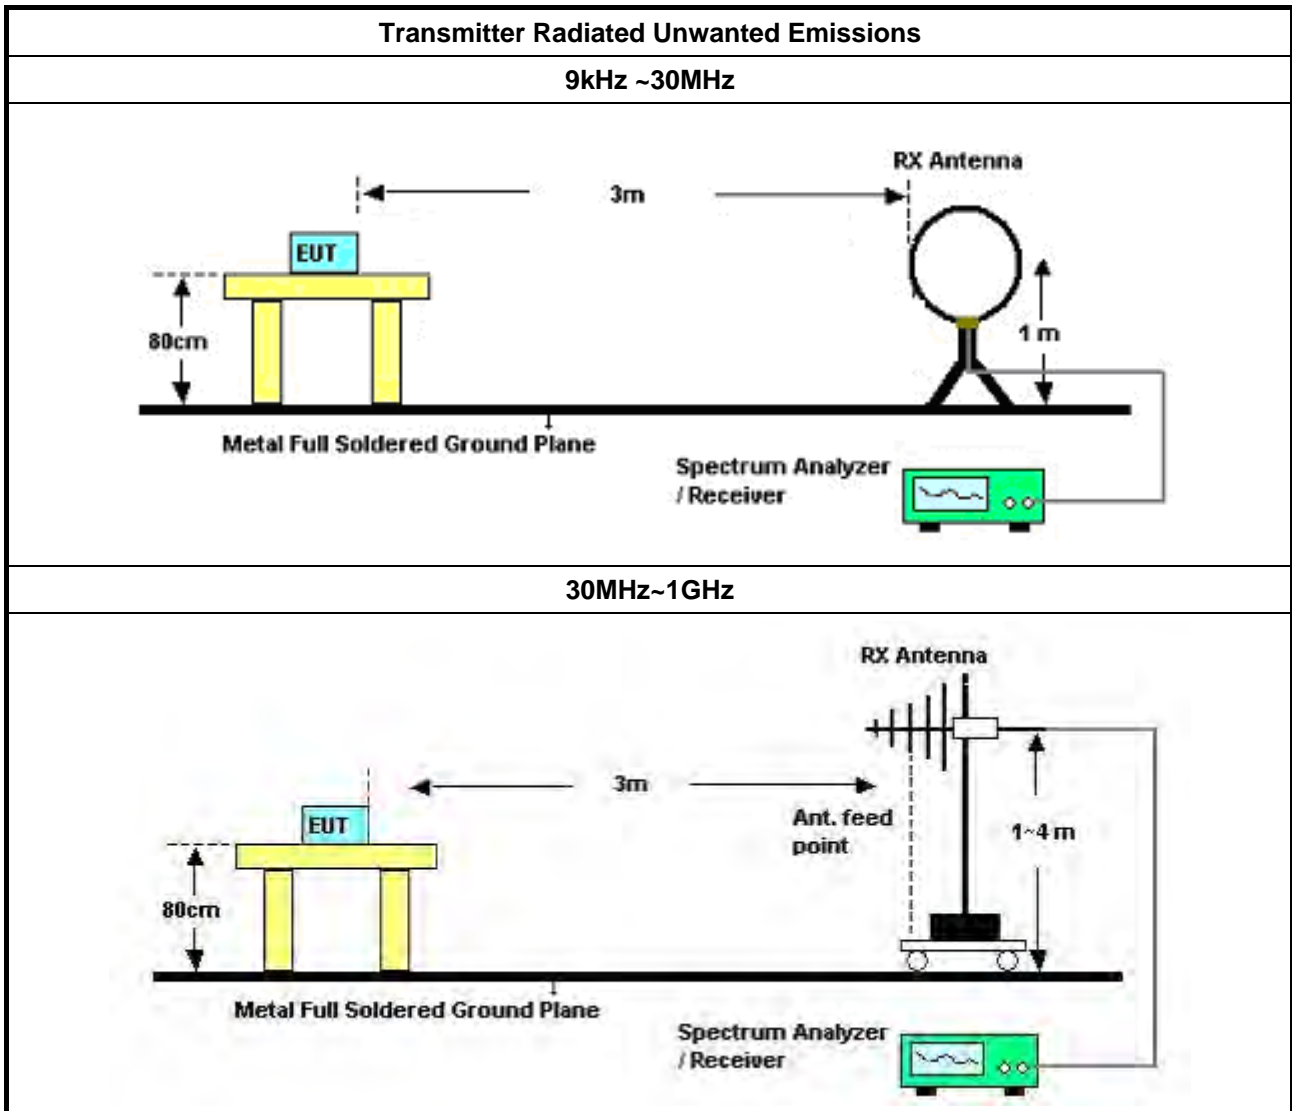 Transmitter Radiated Unwanted Emissions
9kHz ~30MHz
RX Antenna
3m
EUT
80cm
1 m
Metal Full Soldered Ground Plane
Spectrum Analyzer
/ Receiver
30MHz~1GHz
RX Antenna
3m
EUT
Ant. feed
point
1~4 m
80cm
Metal Full Soldered Ground Plane
Spectrum Analyzer
/ Receiver